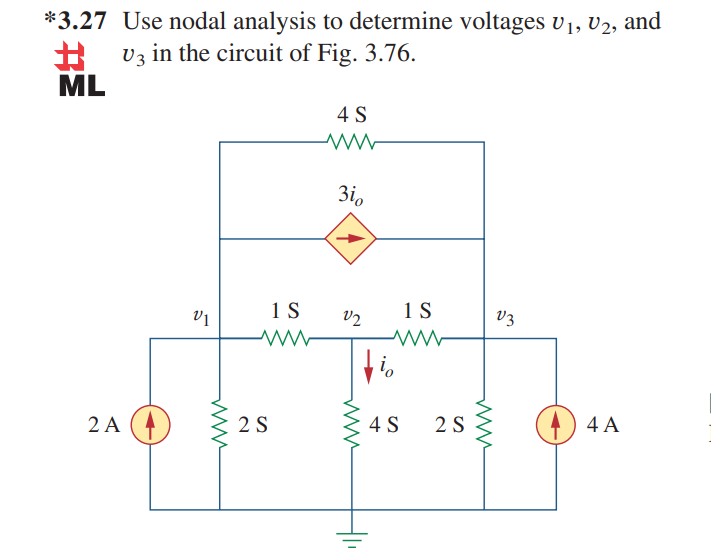 *3.27 Use nodal analysis to determine voltages v₁, v₂, and
ML v₃ in the circuit of Fig. 3.76.
4 S
3iₒ
v₁ 1 S v₂ 1 S v₃
iₒ
2 A 2 S 4 S 2 S 4 A